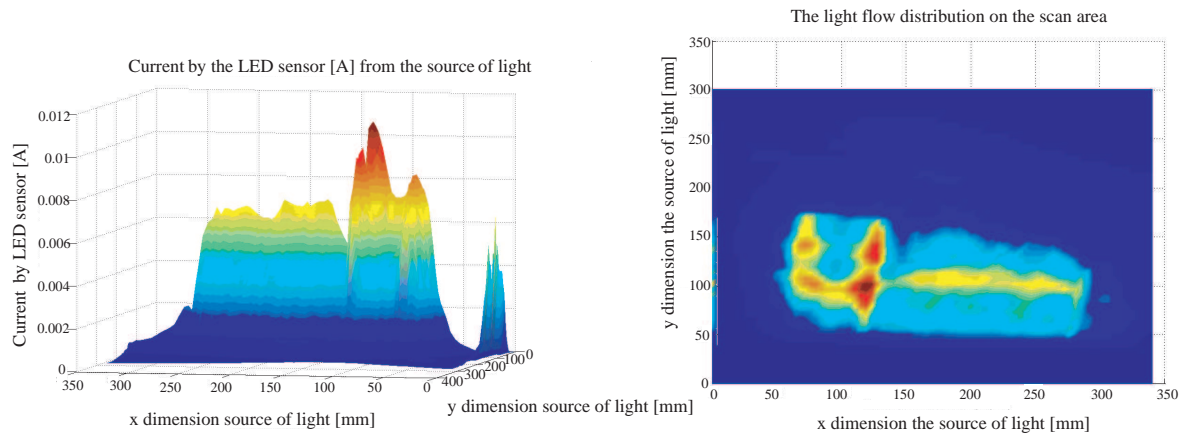 Current by the LED sensor [A] from the source of light
0.012
0.010
0.008
0.006
0.004
0.002
0
Current by LED sensor [A]
350 300 250 200 150 100 50 0
400 300 200 100 0
x dimension source of light [mm]
y dimension source of light [mm]
The light flow distribution on the scan area
350
300
250
200
150
100
50
0
y dimension the source of light [mm]
0 50 100 150 200 250 300 350
x dimension the source of light [mm]